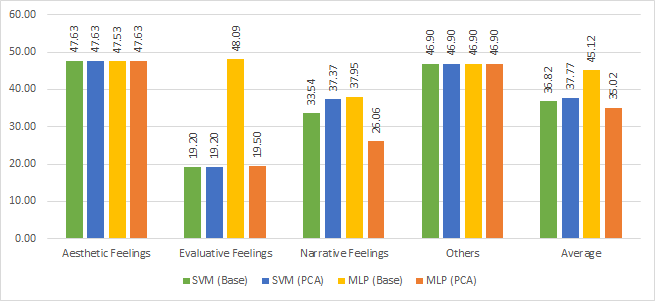 60.00
50.00
40.00
30.00
20.00
10.00
0.00
47.63 47.63 47.53 47.63
19.20 19.20 48.09 19.50
33.54 37.37 37.95 26.06
46.90 46.90 46.90 46.90
36.82 37.77 45.12 35.02
Aesthetic Feelings Evaluative Feelings Narrative Feelings Others Average
SVM (Base) SVM (PCA) MLP (Base) MLP (PCA)